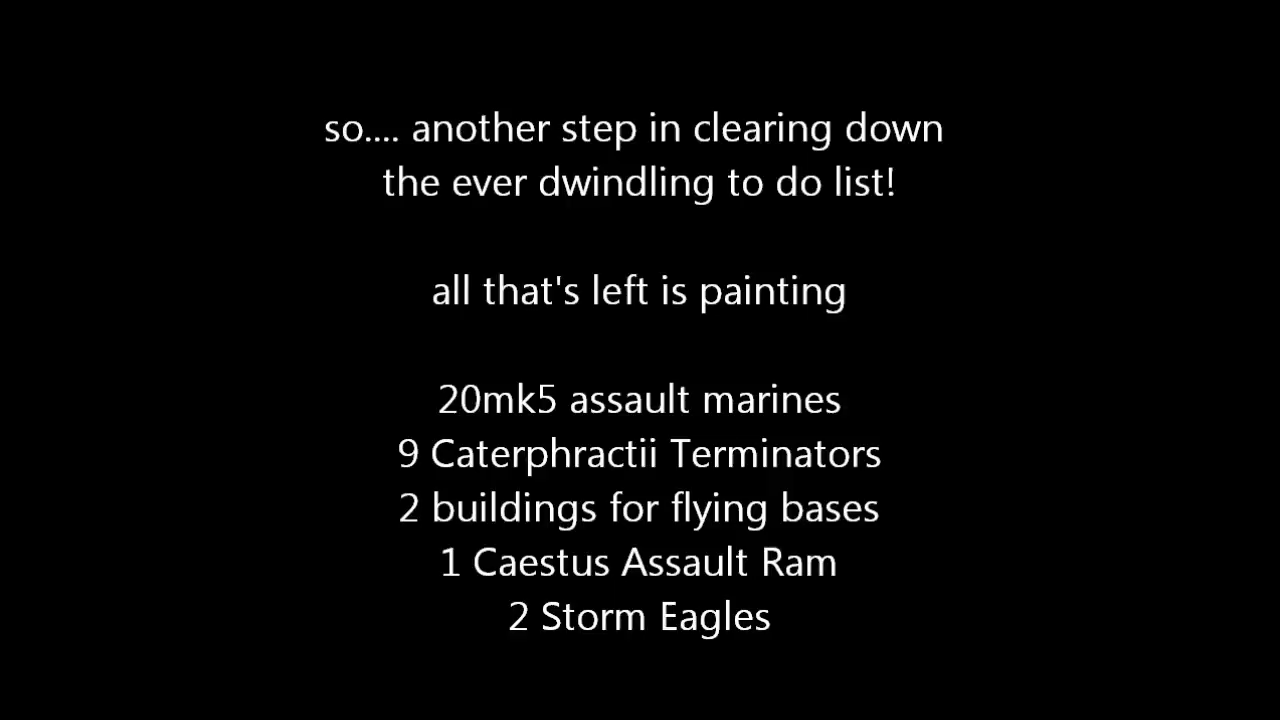 so.... another step in clearing down
the ever dwindling to do list!
all that's left is painting
20mk5 assault marines
9 Caterphractii Terminators
2 buildings for flying bases
1 Caestus Assault Ram
2 Storm Eagles